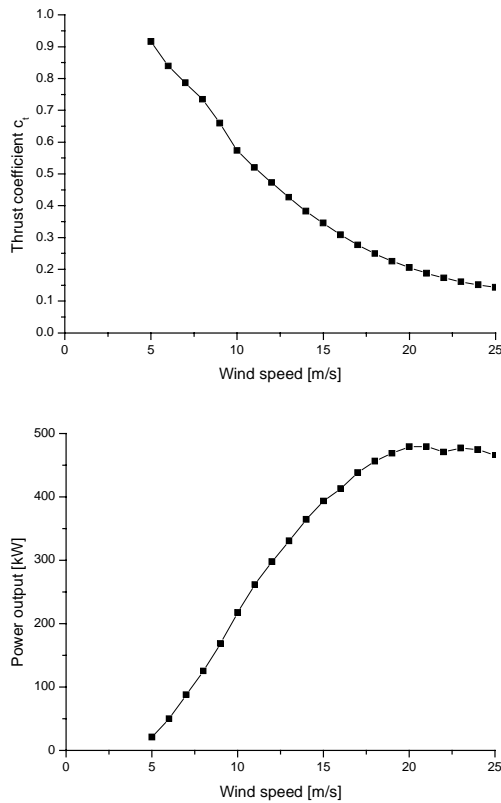 1.0
0.9
0.8
0.7
0.6
0.5
0.4
0.3
0.2
0.1
0.0
Thrust coefficient cₜ
0 5 10 15 20 25
Wind speed [m/s]
500
400
300
200
100
0
Power output [kW]
0 5 10 15 20 25
Wind speed [m/s]